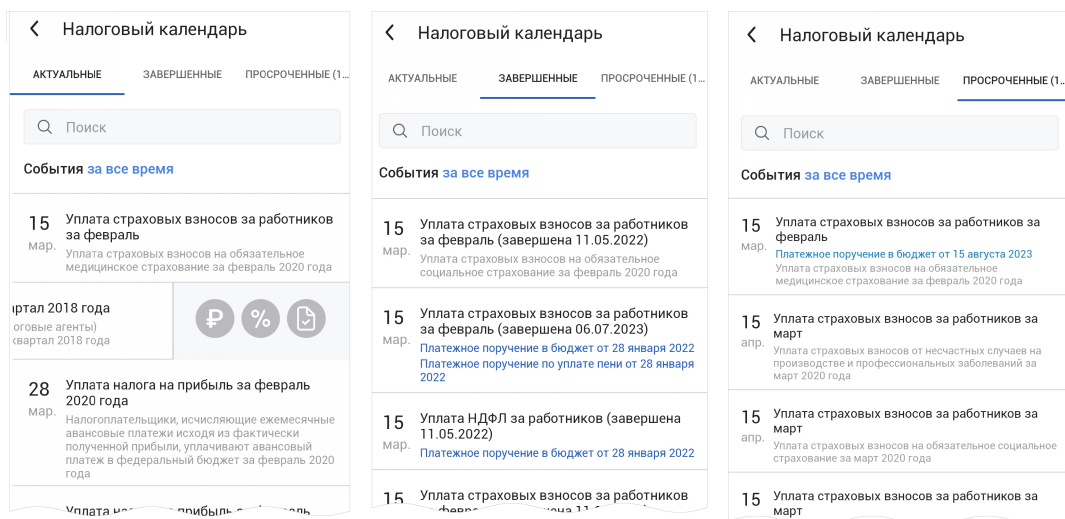 Налоговый календарь
АКТУАЛЬНЫЕ ЗАВЕРШЕННЫЕ ПРОСРОЧЕННЫЕ (1...
Поиск
События за все время
15 мар.
Уплата страховых взносов за работников
за февраль
Уплата страховых взносов на обязательное
медицинское страхование за февраль 2020 года
артал 2018 года
оговые агенты)
квартал 2018 года
28 мар.
Уплата налога на прибыль за февраль
2020 года
Налогоплательщики, исчисляющие ежемесячные
авансовые платежи исходя из фактически
полученной прибыли, уплачивают авансовый
платеж в федеральный бюджет за февраль 2020
года
Уплата прибыль
Налоговый календарь
АКТУАЛЬНЫЕ ЗАВЕРШЕННЫЕ ПРОСРОЧЕННЫЕ (1...
Поиск
События за все время
15 мар.
Уплата страховых взносов за работников
за февраль (завершена 11.05.2022)
Уплата страховых взносов на обязательное
социальное страхование за февраль 2020 года
15 мар.
Уплата страховых взносов за работников
за февраль (завершена 06.07.2023)
Платежное поручение в бюджет от 28 января 2022
Платежное поручение по уплате пени от 28 января
2022
15 мар.
Уплата НДФЛ за работников (завершена
11.05.2022)
Платежное поручение в бюджет от 28 января 2022
15
Уплата страховых взносов за работников
Налоговый календарь
АКТУАЛЬНЫЕ ЗАВЕРШЕННЫЕ ПРОСРОЧЕННЫЕ (1...
Поиск
События за все время
15 мар.
Уплата страховых взносов за работников за
февраль
Платежное поручение в бюджет от 15 августа 2023
Уплата страховых взносов на обязательное
медицинское страхование за февраль 2020 года
15 апр.
Уплата страховых взносов за работников за
март
Уплата страховых взносов от несчастных случаев на
производстве и профессиональных заболеваний за
март 2020 года
15 апр.
Уплата страховых взносов за работников за
март
Уплата страховых взносов на обязательное социальное
страхование за март 2020 года
15
Уплата страховых взносов за работников за
март